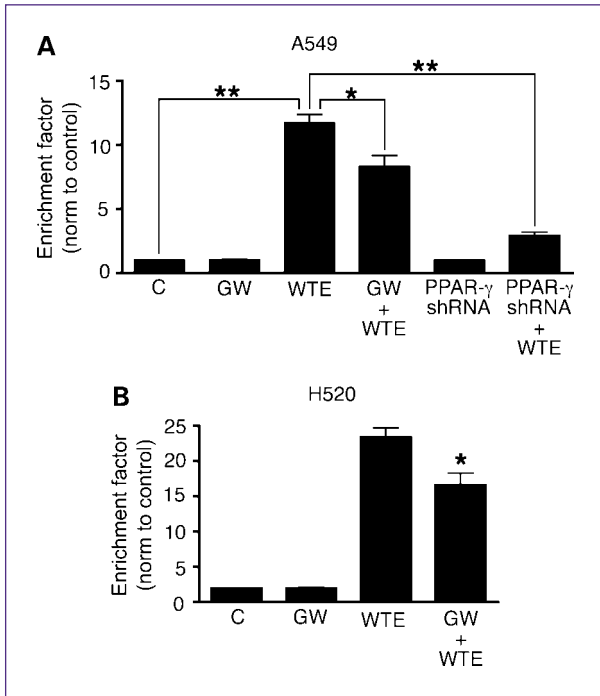 A
A549
Enrichment factor
(norm to control)
15
10
5
0
**
*
**
C
GW
WTE
GW
+
WTE
PPAR-γ
shRNA
PPAR-γ
shRNA
+
WTE
B
H520
Enrichment factor
(norm to control)
25
20
15
10
5
0
*
C
GW
WTE
GW
+
WTE